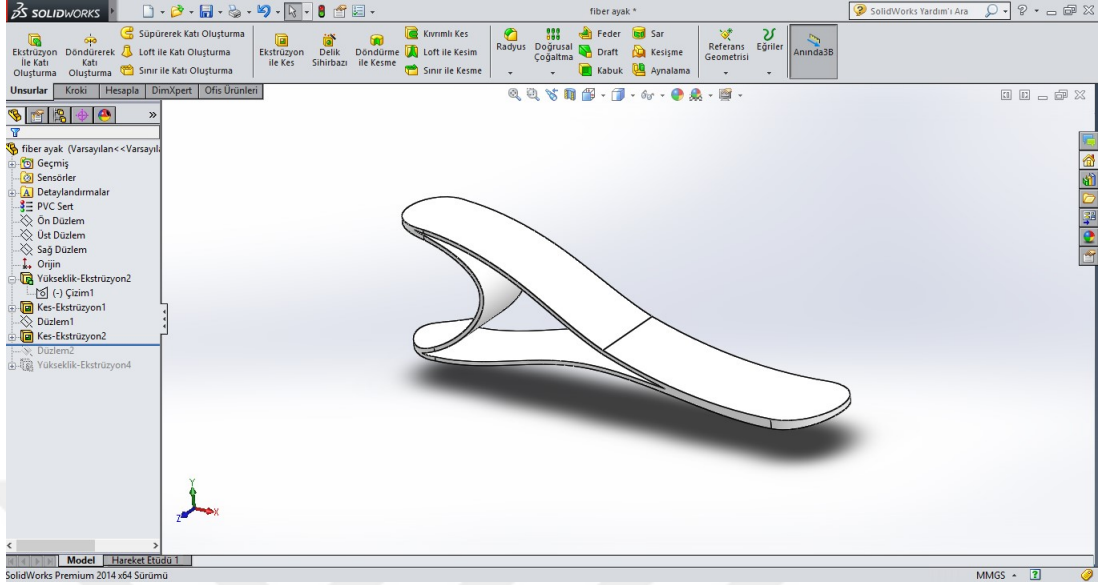 SOLIDWORKS
fiber ayak *
SolidWorks Yardım'ı Ara
Ekstrüzyon İle Katı Oluşturma
Döndürerek Katı Oluşturma
Süpürerek Katı Oluşturma
Loft ile Katı Oluşturma
Sınır ile Katı Oluşturma
Ekstrüzyon ile Kes
Delik Sihirbazı
Döndürme ile Kesme
Kıvrımlı Kes
Loft ile Kesim
Sınır ile Kesme
Radyus
Doğrusal Çoğaltma
Feder
Draft
Kabuk
Sar
Kesişme
Aynalama
Referans Geometrisi
Eğriler
Anında3B
Unsurlar Kroki Hesapla DimXpert Ofis Ürünleri
fiber ayak (Varsayılan<<Varsayıl
Geçmiş
Sensörler
Detaylandırmalar
PVC Sert
Ön Düzlem
Üst Düzlem
Sağ Düzlem
Orijin
Yükseklik-Ekstrüzyon2
(-) Çizim1
Kes-Ekstrüzyon1
Düzlem1
Kes-Ekstrüzyon2
Düzlem2
Yükseklik-Ekstrüzyon4
Y
Z
X
Model Hareket Etüdü 1
SolidWorks Premium 2014 x64 Sürümü
MMGS